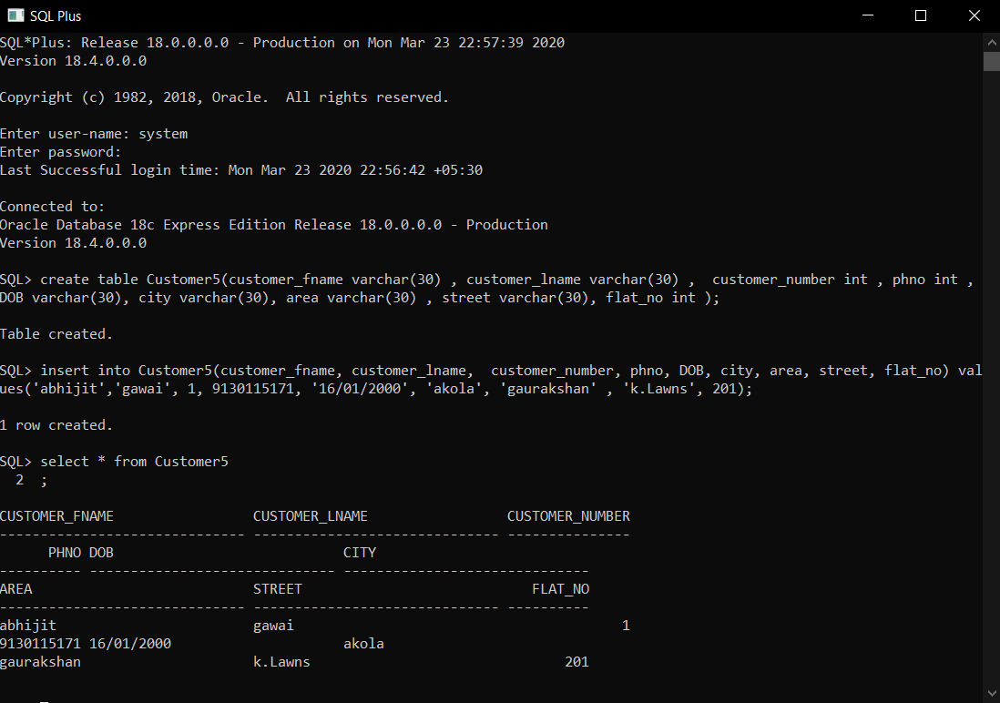 SQL Plus
SQL*Plus: Release 18.0.0.0.0 - Production on Mon Mar 23 22:57:39 2020
Version 18.4.0.0.0
Copyright (c) 1982, 2018, Oracle.  All rights reserved.
Enter user-name: system
Enter password:
Last Successful login time: Mon Mar 23 2020 22:56:42 +05:30
Connected to:
Oracle Database 18c Express Edition Release 18.0.0.0.0 - Production
Version 18.4.0.0.0
SQL> create table Customer5(customer_fname varchar(30) , customer_lname varchar(30) ,  customer_number int , phno int ,
DOB varchar(30), city varchar(30), area varchar(30) , street varchar(30), flat_no int );
Table created.
SQL> insert into Customer5(customer_fname, customer_lname,  customer_number, phno, DOB, city, area, street, flat_no) val
ues('abhijit','gawai', 1, 9130115171, '16/01/2000', 'akola', 'gaurakshan' , 'k.Lawns', 201);
1 row created.
SQL> select * from Customer5
  2  ;
CUSTOMER_FNAME                 CUSTOMER_LNAME                 CUSTOMER_NUMBER
------------------------------ ------------------------------ ---------------
      PHNO DOB                            CITY
---------- ------------------------------ ------------------------------
AREA                           STREET                            FLAT_NO
------------------------------ ------------------------------ ----------
abhijit                        gawai                                        1
9130115171 16/01/2000                     akola
gaurakshan                     k.Lawns                               201